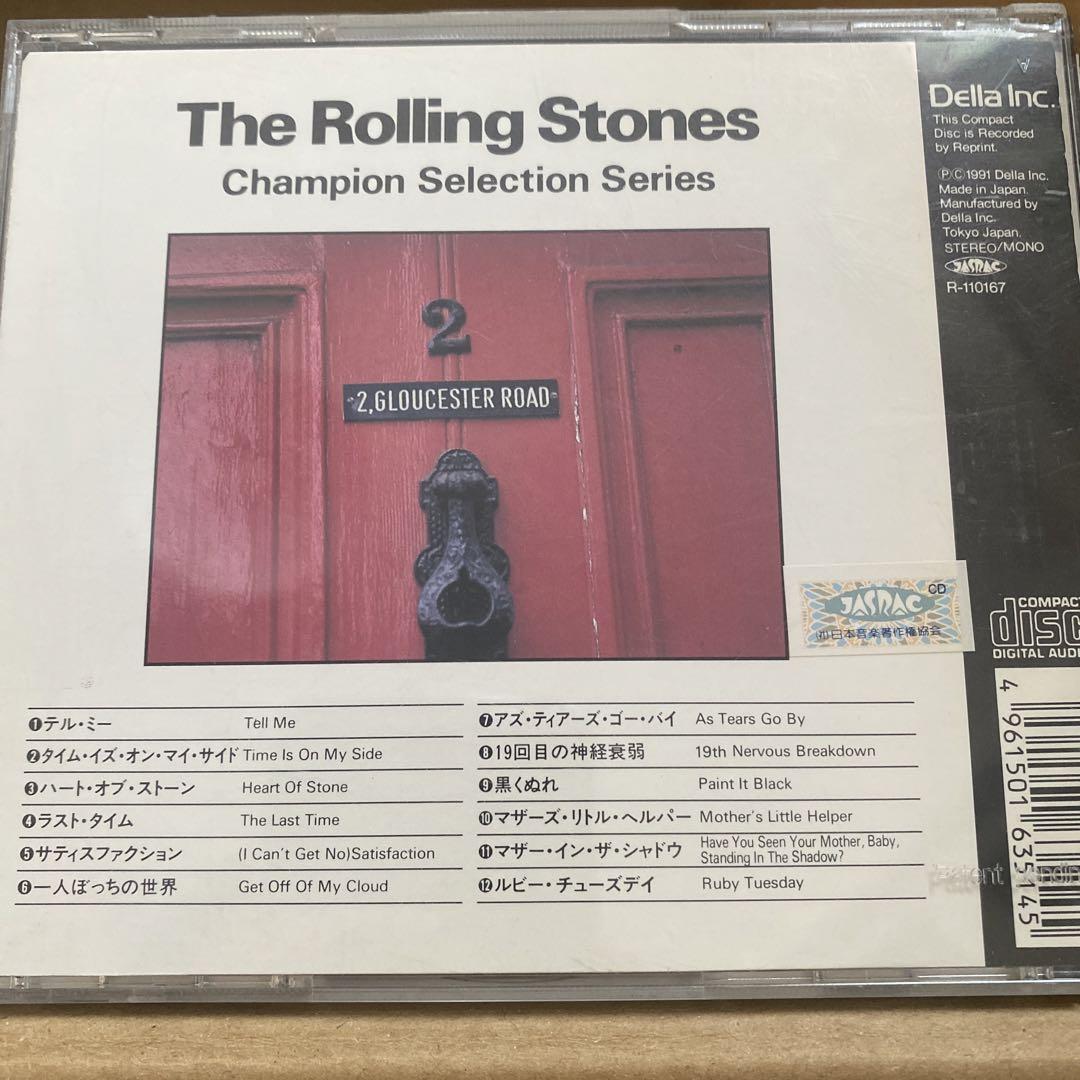 The Rolling Stones
Champion Selection Series
2
2,GLOUCESTER ROAD
Della Inc.
This Compact
Disc is Recorded
by Reprint.
ⓅⒸ1991 Della Inc.
Made in Japan.
Manufactured by
Della Inc.
Tokyo Japan.
STEREO/MONO
JASRAC
R-110167
JASRAC CD
日本音楽著作権協会
COMPACT
disc
DIGITAL AUDI
❶テル・ミー Tell Me
❷タイム・イズ・オン・マイ・サイド Time Is On My Side
❸ハート・オブ・ストーン Heart Of Stone
❹ラスト・タイム The Last Time
❺サティスファクション (I Can't Get No)Satisfaction
❻一人ぼっちの世界 Get Off Of My Cloud
❼アズ・ティアーズ・ゴー・バイ As Tears Go By
❽19回目の神経衰弱 19th Nervous Breakdown
❾黒くぬれ Paint It Black
❿マザーズ・リトル・ヘルパー Mother's Little Helper
⓫マザー・イン・ザ・シャドウ Have You Seen Your Mother, Baby,
Standing In The Shadow?
⓬ルビー・チューズデイ Ruby Tuesday
4 961501 635145